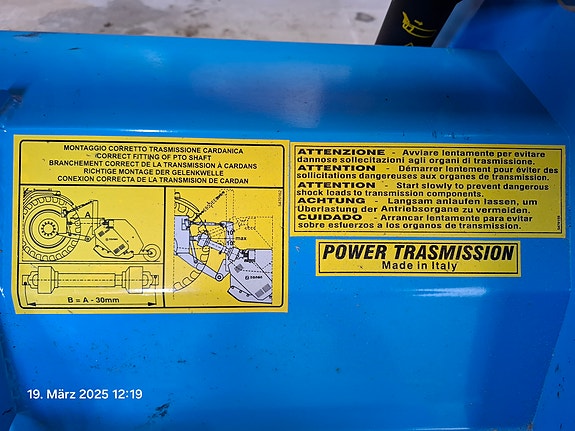 MONTAGGIO CORRETTO TRASMISSIONE CARDANICA
CORRECT FITTING OF PTO SHAFT
BRANCHEMENT CORRECT DE LA TRANSMISSION À CARDANS
RICHTIGE MONTAGE DER GELENKWELLE
CONEXION CORRECTA DE LA TRANSMISION DE CARDAN
A
max
B = A - 30mm
ATTENZIONE - Avviare lentamente per evitare
dannose sollecitazioni agli organi di trasmissione.
ATTENTION - Démarrer lentement pour éviter des
sollicitations dangereuses aux organes de transmission.
ATTENTION - Start slowly to prevent dangerous
shock loads to transmission components.
ACHTUNG - Langsam anlaufen lassen, um
Überlastung der Antriebsorgane zu vermeiden.
CUIDADO - Arrancar lentamente para evitar
sobre esfuerzos a los organos de transmision.
POWER TRASMISSION
Made in Italy
19. März 2025 12:19